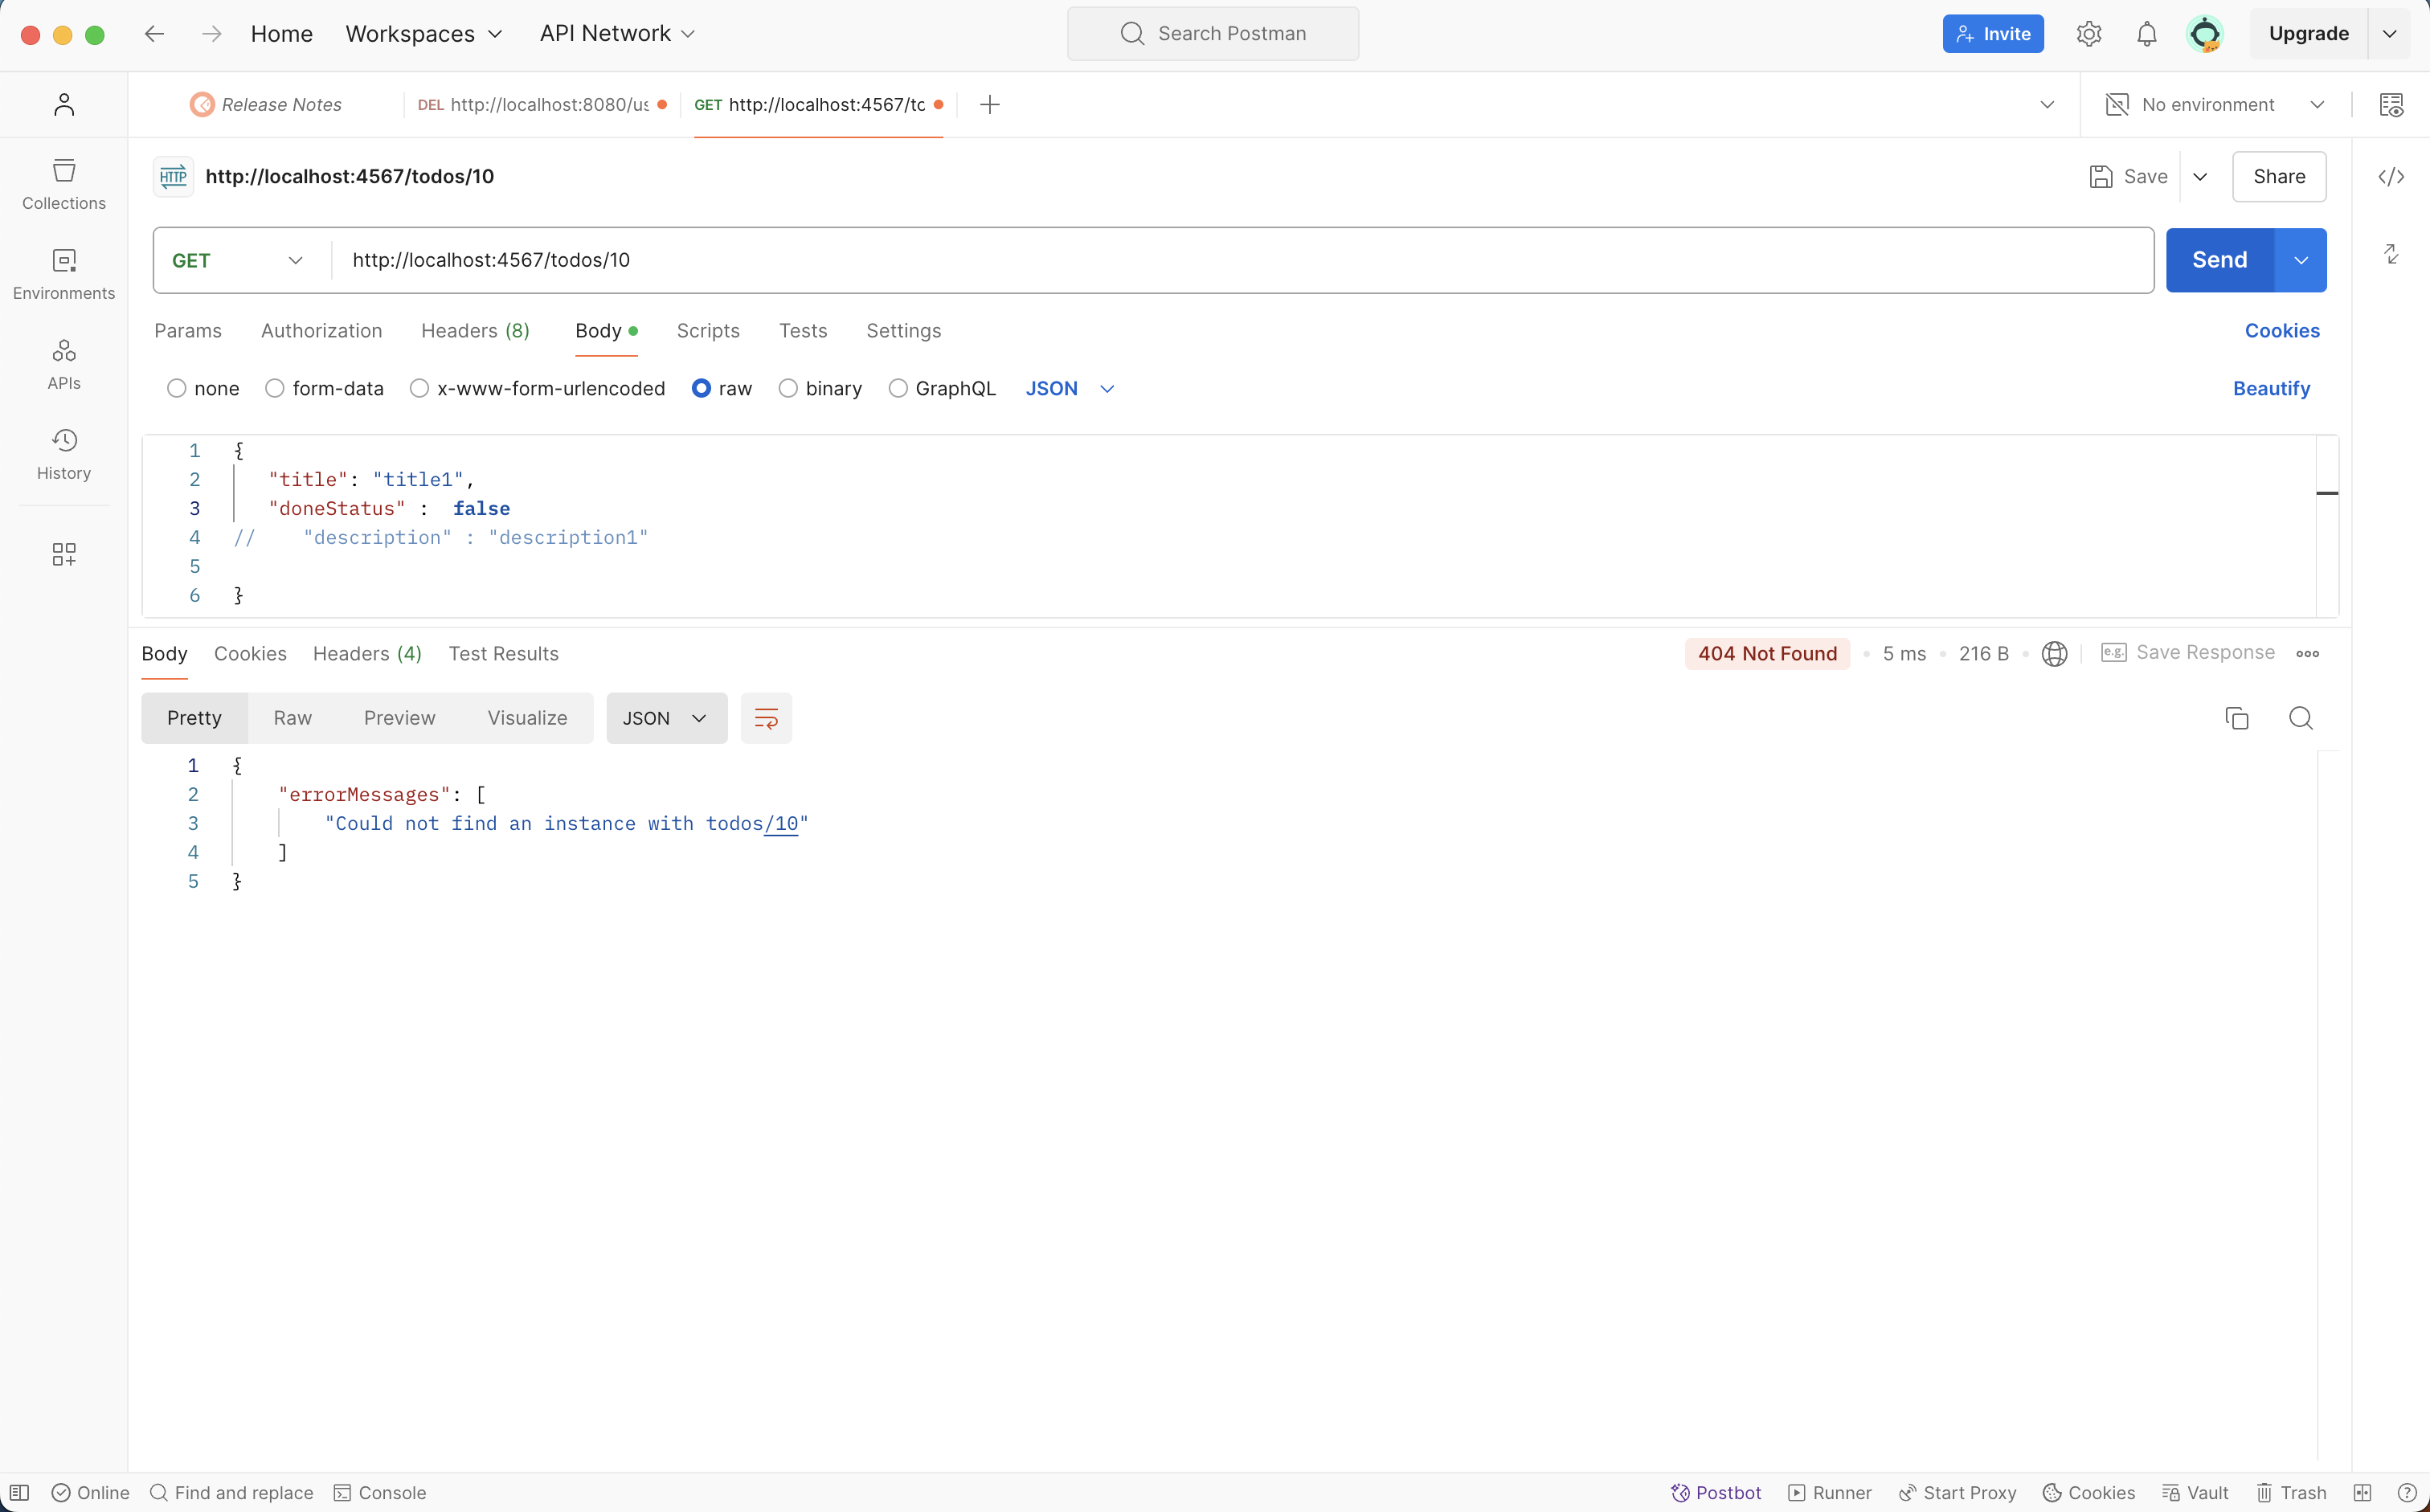 Home Workspaces API Network Search Postman Invite Upgrade
Release Notes DEL http://localhost:8080/us GET http://localhost:4567/tc No environment
HTTP http://localhost:4567/todos/10 Save Share
Collections
GET http://localhost:4567/todos/10 Send
Environments
Params Authorization Headers (8) Body Scripts Tests Settings Cookies
APIs
none form-data x-www-form-urlencoded raw binary GraphQL JSON Beautify
History
1 {
2 "title": "title1",
3 "doneStatus" : false
4 // "description" : "description1"
5
6 }
Body Cookies Headers (4) Test Results 404 Not Found 5 ms 216 B e.g. Save Response
Pretty Raw Preview Visualize JSON
1 {
2 "errorMessages": [
3 "Could not find an instance with todos/10"
4 ]
5 }
Online Find and replace Console Postbot Runner Start Proxy Cookies Vault Trash